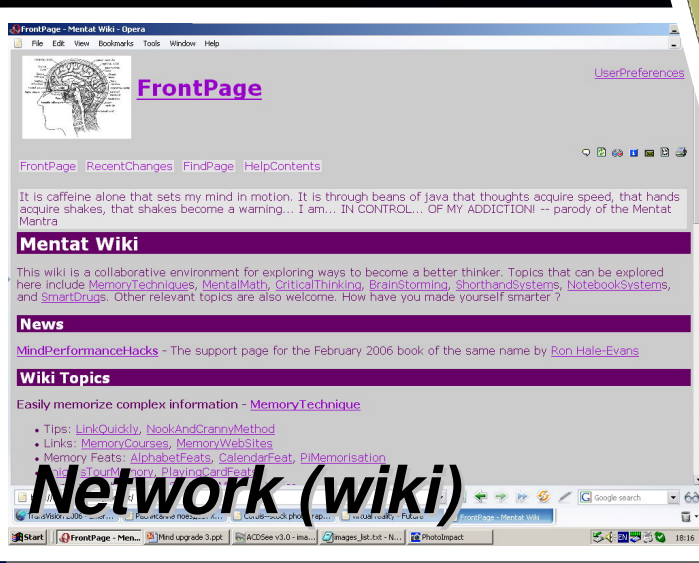 FrontPage - Mentat Wiki - Opera
File Edit View Bookmarks Tools Window Help
FrontPage
UserPreferences
FrontPage RecentChanges FindPage HelpContents
It is caffeine alone that sets my mind in motion. It is through beans of java that thoughts acquire speed, that hands
acquire shakes, that shakes become a warning... I am... IN CONTROL... OF MY ADDICTION! -- parody of the Mentat
Mantra
Mentat Wiki
This wiki is a collaborative environment for exploring ways to become a better thinker. Topics that can be explored
here include MemoryTechniques, MentalMath, CriticalThinking, BrainStorming, ShorthandSystems, NotebookSystems,
and SmartDrugs. Other relevant topics are also welcome. How have you made yourself smarter ?
News
MindPerformanceHacks - The support page for the February 2006 book of the same name by Ron Hale-Evans
Wiki Topics
Easily memorize complex information - MemoryTechnique
• Tips: LinkQuickly, NookAndCrannyMethod
• Links: MemoryCourses, MemoryWebSites
• Memory Feats: AlphabetFeats, CalendarFeat, PiMemorisation
Network (wiki)
Google search
FrontPage - Mentat Wiki
Start FrontPage - Men... Mind upgrade 3.ppt ACDSee v3.0 - ima... images_list.txt - N... PhotoImpact EN 18:16